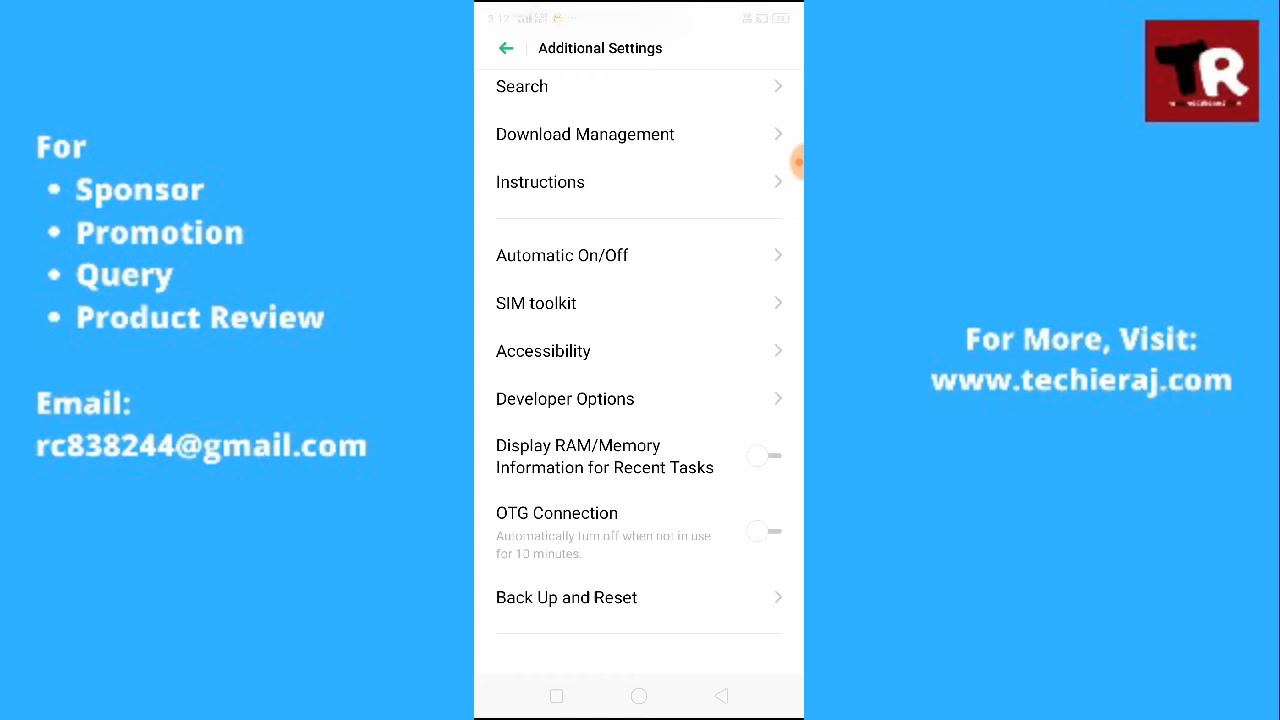 For
Sponsor
Promotion
Query
Product Review
Email:
rc838244@gmail.com
3:12
Additional Settings
Search
Download Management
Instructions
Automatic On/Off
SIM toolkit
Accessibility
Developer Options
Display RAM/Memory
Information for Recent Tasks
OTG Connection
Automatically turn off when not in use
for 10 minutes.
Back Up and Reset
TR
For More, Visit:
www.techieraj.com